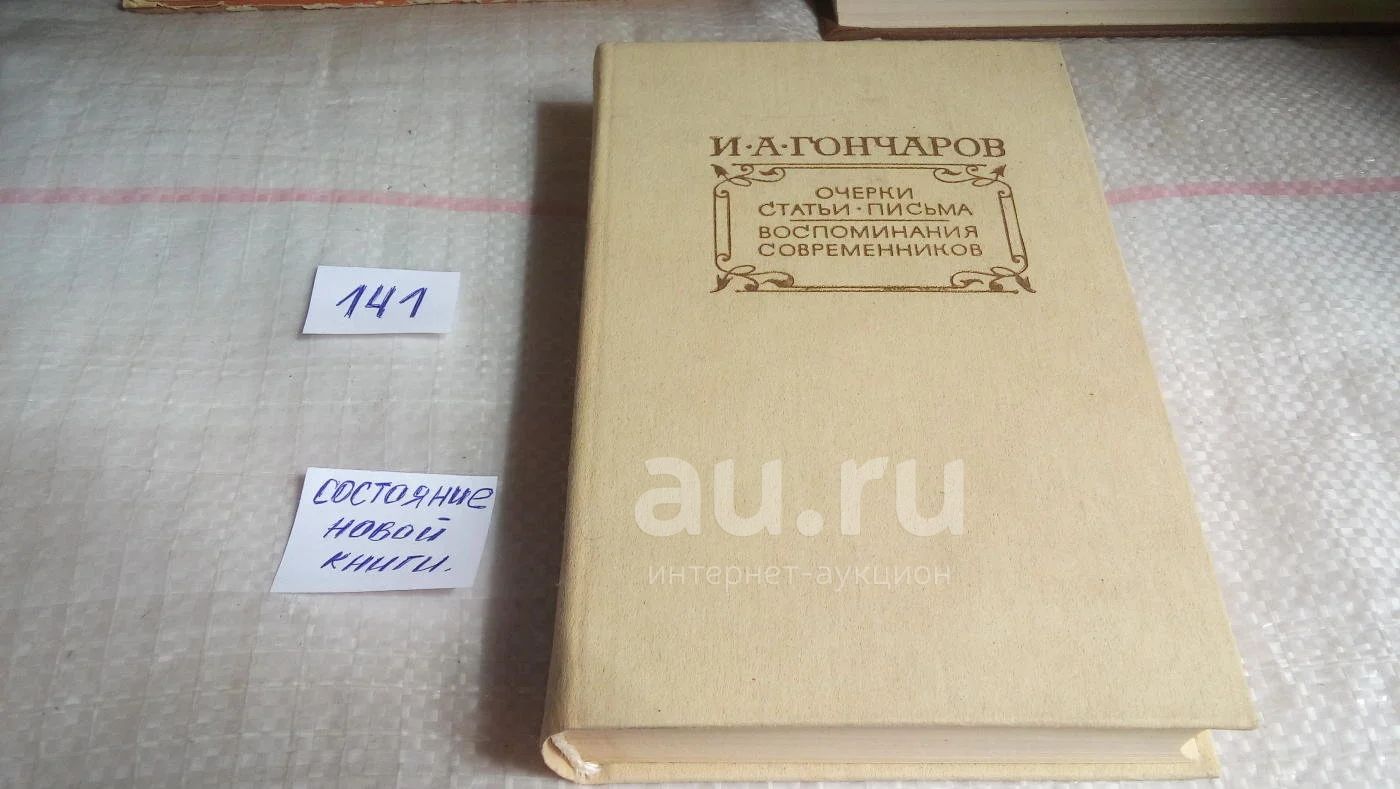 И·А·ГОНЧАРОВ
ОЧЕРКИ
СТАТЬИ·ПИСЬМА
ВОСПОМИНАНИЯ
СОВРЕМЕННИКОВ
141
состояние
новой
книги.
au.ru
интернет-аукцион